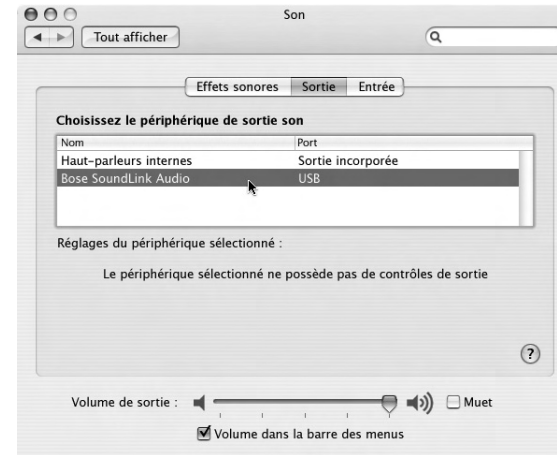 Son
Tout afficher
Effets sonores Sortie Entrée
Choisissez le périphérique de sortie son
Nom Port
Haut-parleurs internes Sortie incorporée
Bose SoundLink Audio USB
Réglages du périphérique sélectionné :
Le périphérique sélectionné ne possède pas de contrôles de sortie
?
Volume de sortie : Muet
Volume dans la barre des menus